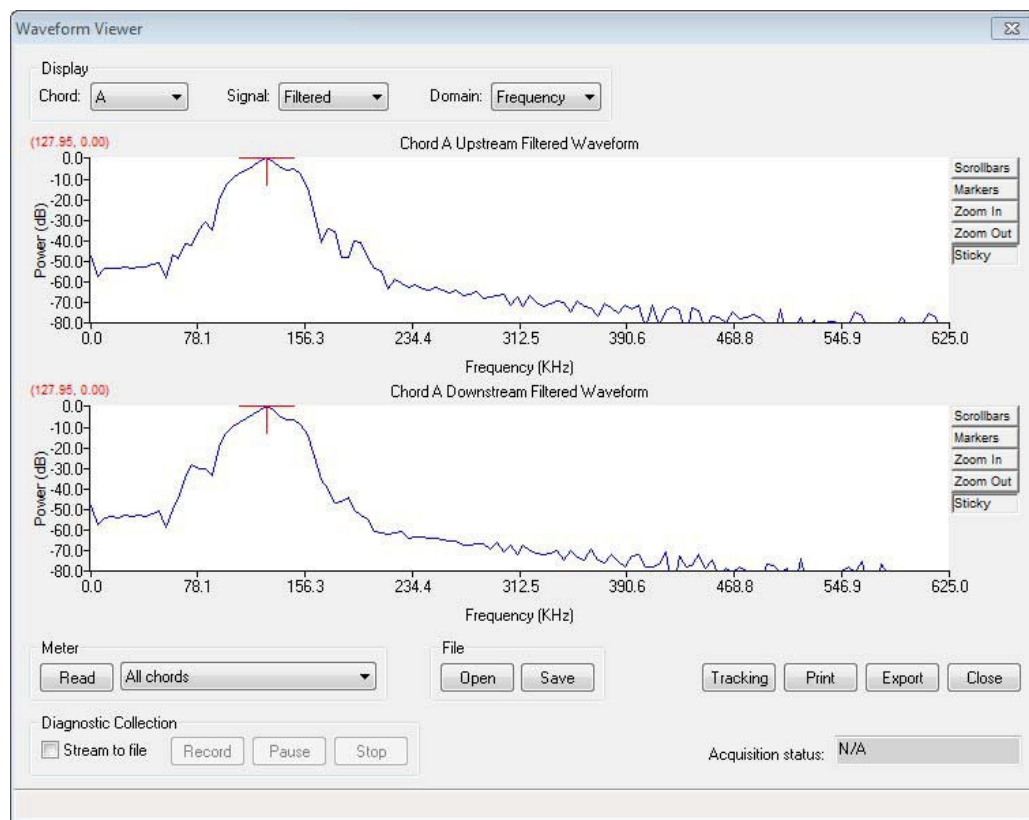 Waveform Viewer
Display
Chord: A Signal: Filtered Domain: Frequency
(127.95, 0.00) Chord A Upstream Filtered Waveform
Power (dB)
0.0
-10.0
-20.0
-30.0
-40.0
-50.0
-60.0
-70.0
-80.0
0.0 78.1 156.3 234.4 312.5 390.6 468.8 546.9 625.0
Frequency (KHz)
Scrollbars
Markers
Zoom In
Zoom Out
Sticky
(127.95, 0.00) Chord A Downstream Filtered Waveform
Power (dB)
0.0
-10.0
-20.0
-30.0
-40.0
-50.0
-60.0
-70.0
-80.0
0.0 78.1 156.3 234.4 312.5 390.6 468.8 546.9 625.0
Frequency (KHz)
Scrollbars
Markers
Zoom In
Zoom Out
Sticky
Meter
Read All chords
File
Open Save
Tracking Print Export Close
Diagnostic Collection
Stream to file Record Pause Stop
Acquisition status: N/A